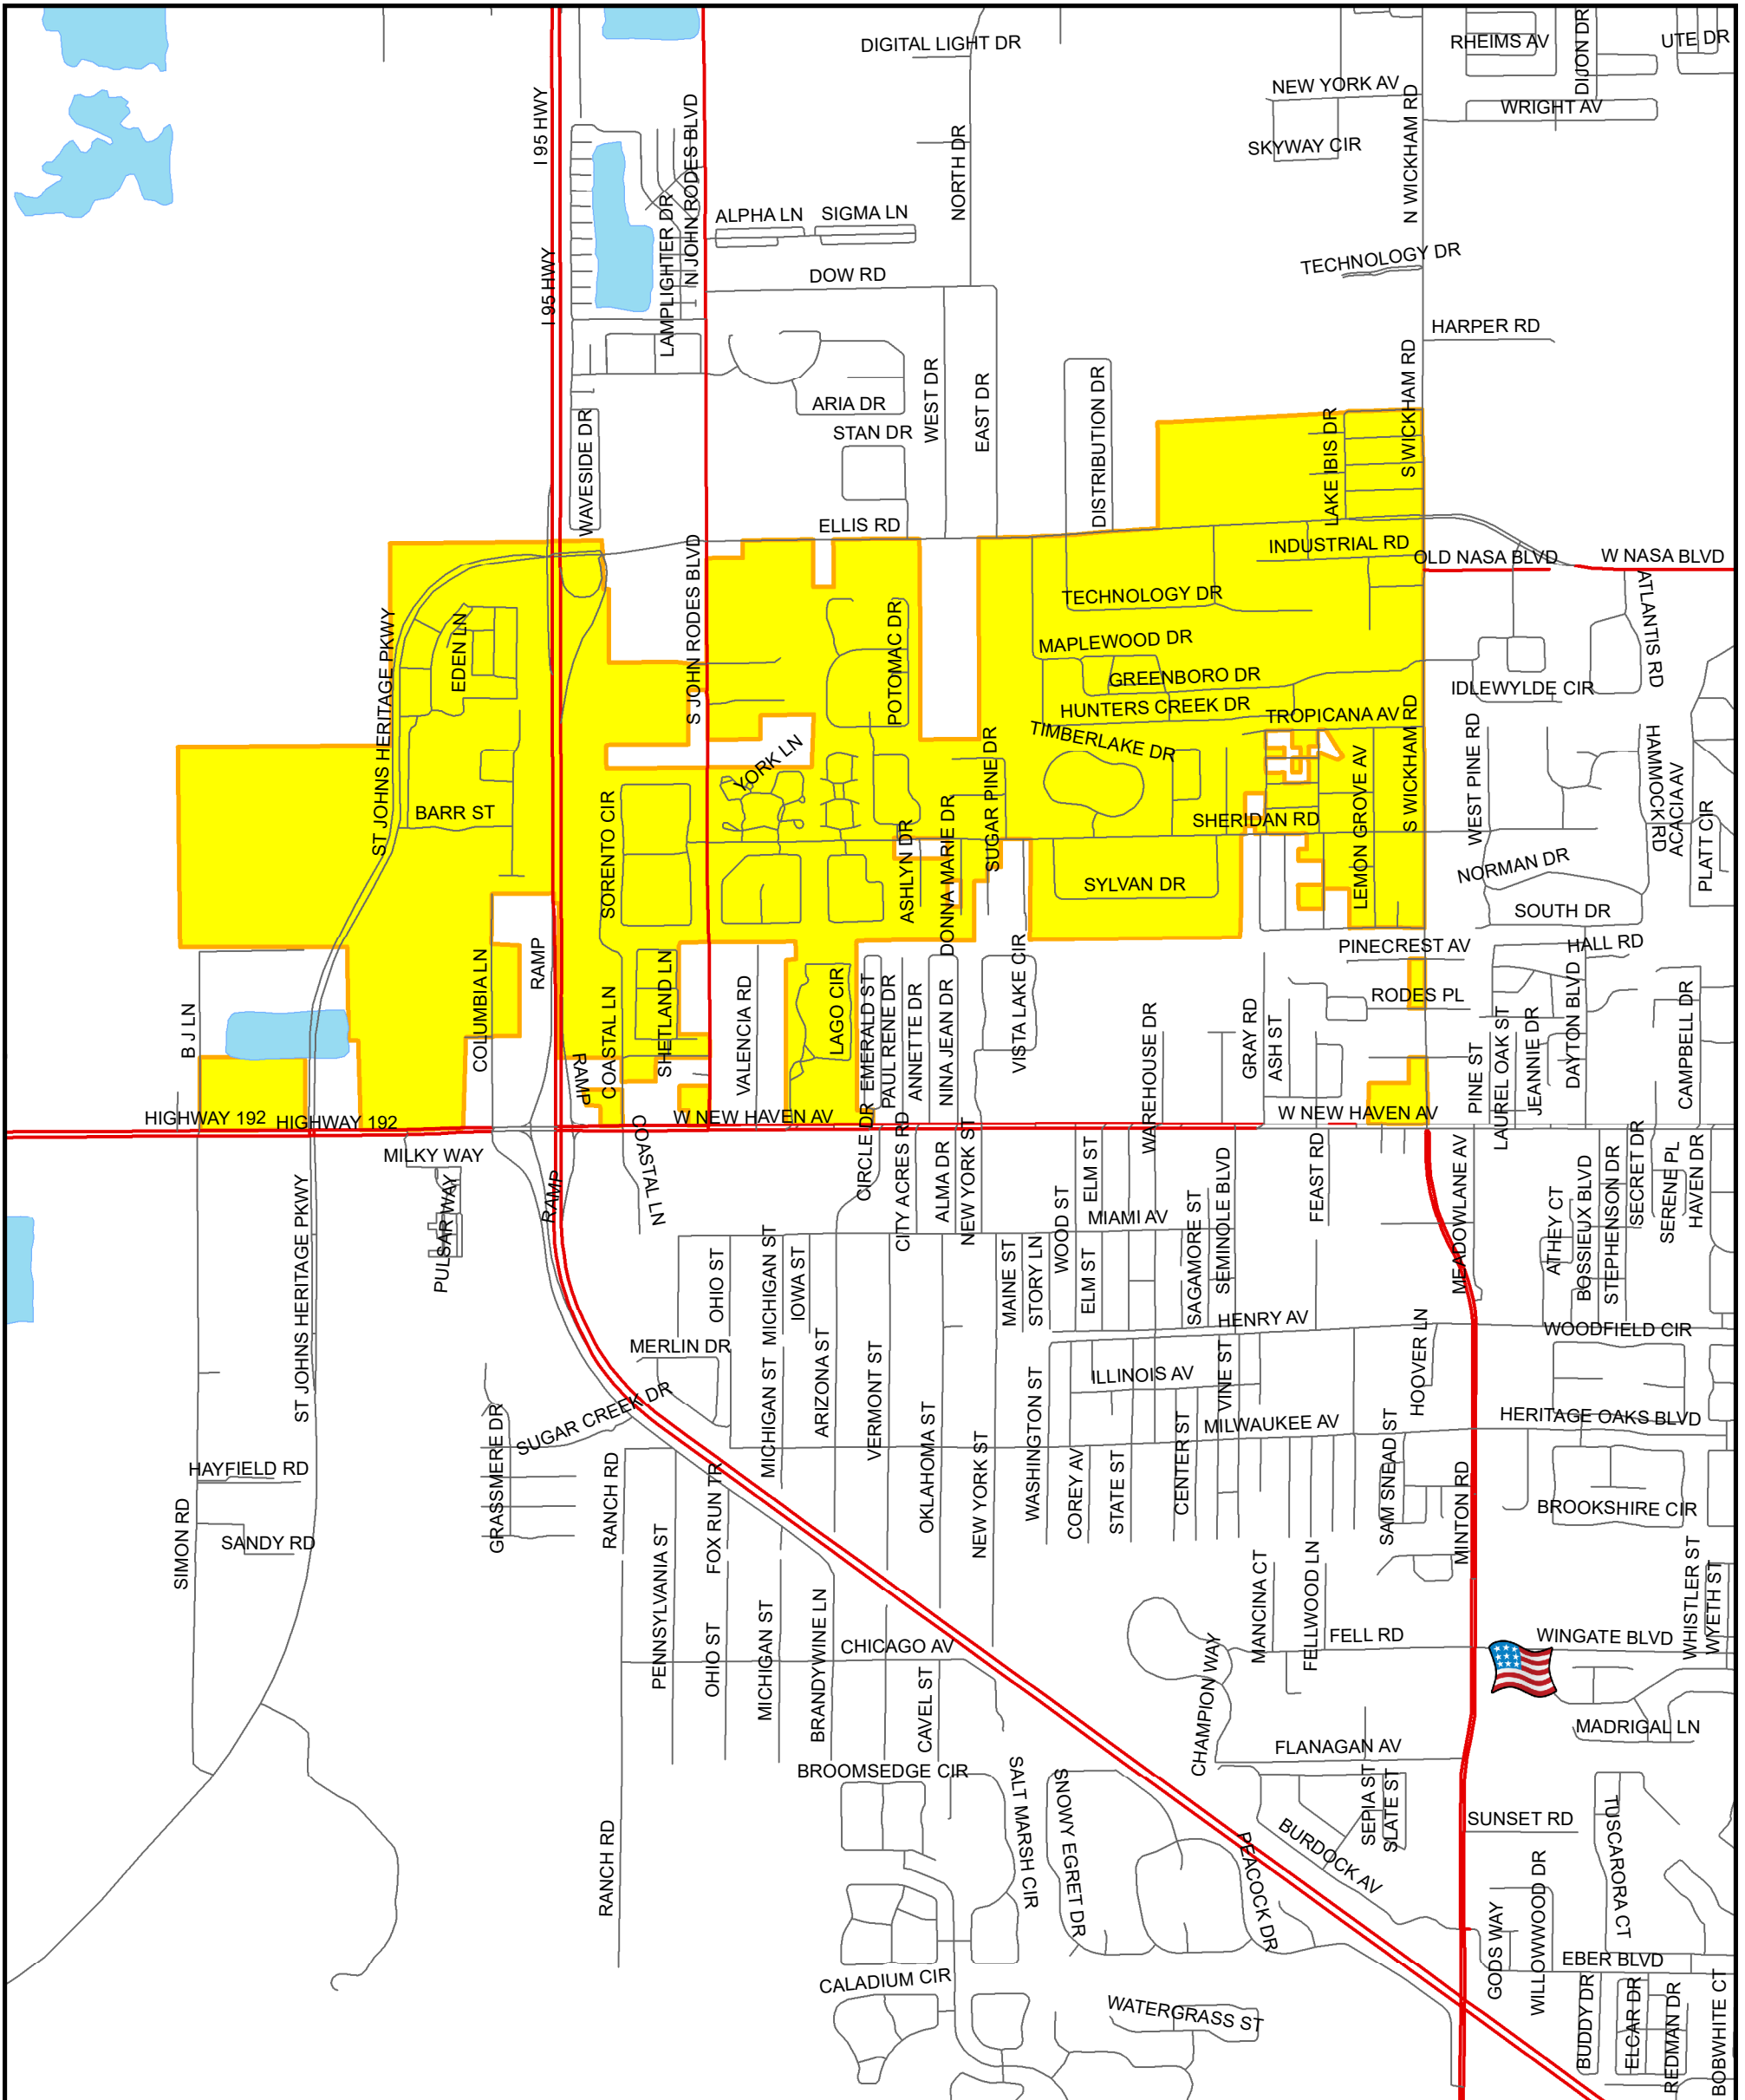 DIGITAL LIGHT DR
RHEIMS AV
DIJON DR
UTE DR
NEW YORK AV
WRIGHT AV
SKYWAY CIR
I 95 HWY
N JOHN RODES BLVD
NORTH DR
N WICKHAM RD
ALPHA LN
SIGMA LN
LAMPLIGHTER DR
I 95 HWY
DOW RD
TECHNOLOGY DR
HARPER RD
ARIA DR
STAN DR
WEST DR
EAST DR
DISTRIBUTION DR
LAKE IBIS DR
S WICKHAM RD
WAVESIDE DR
ELLIS RD
INDUSTRIAL RD
OLD NASA BLVD
W NASA BLVD
S JOHN RODES BLVD
TECHNOLOGY DR
ATLANTIS RD
ST JOHNS HERITAGE PKWY
EDEN LN
POTOMAC DR
MAPLEWOOD DR
GREENBORO DR
IDLEWYLDE CIR
HUNTERS CREEK DR
TROPICANA AV
TIMBERLAKE DR
YORK LN
SUGAR PINE DR
LEMON GROVE AV
S WICKHAM RD
WEST PINE RD
HAMMOCK RD
ACACIA AV
PLATT CIR
BARR ST
SORENTO CIR
SHERIDAN RD
ASHLYN DR
DONNA MARIE DR
SYLVAN DR
NORMAN DR
SOUTH DR
PINECREST AV
HALL RD
RAMP
COLUMBIA LN
B J LN
COASTAL LN
SHETLAND LN
VALENCIA RD
LAGO CIR
EMERALD ST
PAUL RENE DR
ANNETTE DR
NINA JEAN DR
VISTA LAKE CIR
WAREHOUSE DR
GRAY RD
ASH ST
RODES PL
PINE ST
LAUREL OAK ST
JEANNIE DR
DAYTON BLVD
CAMPBELL DR
RAMP
HIGHWAY 192
HIGHWAY 192
W NEW HAVEN AV
W NEW HAVEN AV
MILKY WAY
PULSAR WAY
RAMP
COASTAL LN
CIRCLE DR
CITY ACRES RD
ALMA DR
NEW YORK ST
ELM ST
WOOD ST
MIAMI AV
SAGAMORE ST
SEMINOLE BLVD
FEAST RD
MEADOWLANE AV
ATHEY CT
BOSSIEUX BLVD
STEPHENSON DR
SECRET DR
SERENE PL
HAVEN DR
ST JOHNS HERITAGE PKWY
OHIO ST
MICHIGAN ST
IOWA ST
MAINE ST
STORY LN
ELM ST
HENRY AV
HOOVER LN
WOODFIELD CIR
MERLIN DR
MICHIGAN ST
ARIZONA ST
VERMONT ST
WASHINGTON ST
ILLINOIS AV
VINE ST
SUGAR CREEK DR
GRASSMERE DR
OKLAHOMA ST
NEW YORK ST
CENTER ST
MILWAUKEE AV
SAM SNEAD ST
HERITAGE OAKS BLVD
HAYFIELD RD
SANDY RD
SIMON RD
RANCH RD
FOX RUN TR
COREY AV
STATE ST
MINTON RD
BROOKSHIRE CIR
PENNSYLVANIA ST
OHIO ST
MICHIGAN ST
BRANDYWINE LN
CHICAGO AV
CAVEL ST
MANCINA CT
FELLWOOD LN
FELL RD
WINGATE BLVD
WHISTLER ST
WYETH ST
CHAMPION WAY
MADRIGAL LN
FLANAGAN AV
BROOMSEDGE CIR
SALT MARSH CIR
SNOWY EGRET DR
SEPIA ST
SLATE ST
SUNSET RD
TUSCARORA CT
RANCH RD
PEACOCK DR
BURDOCK AV
GODS WAY
WILLOWWOOD DR
EBER BLVD
CALADIUM CIR
WATERGRASS ST
BUDDY DR
ELCAR DR
REDMAN DR
BOBWHITE CT